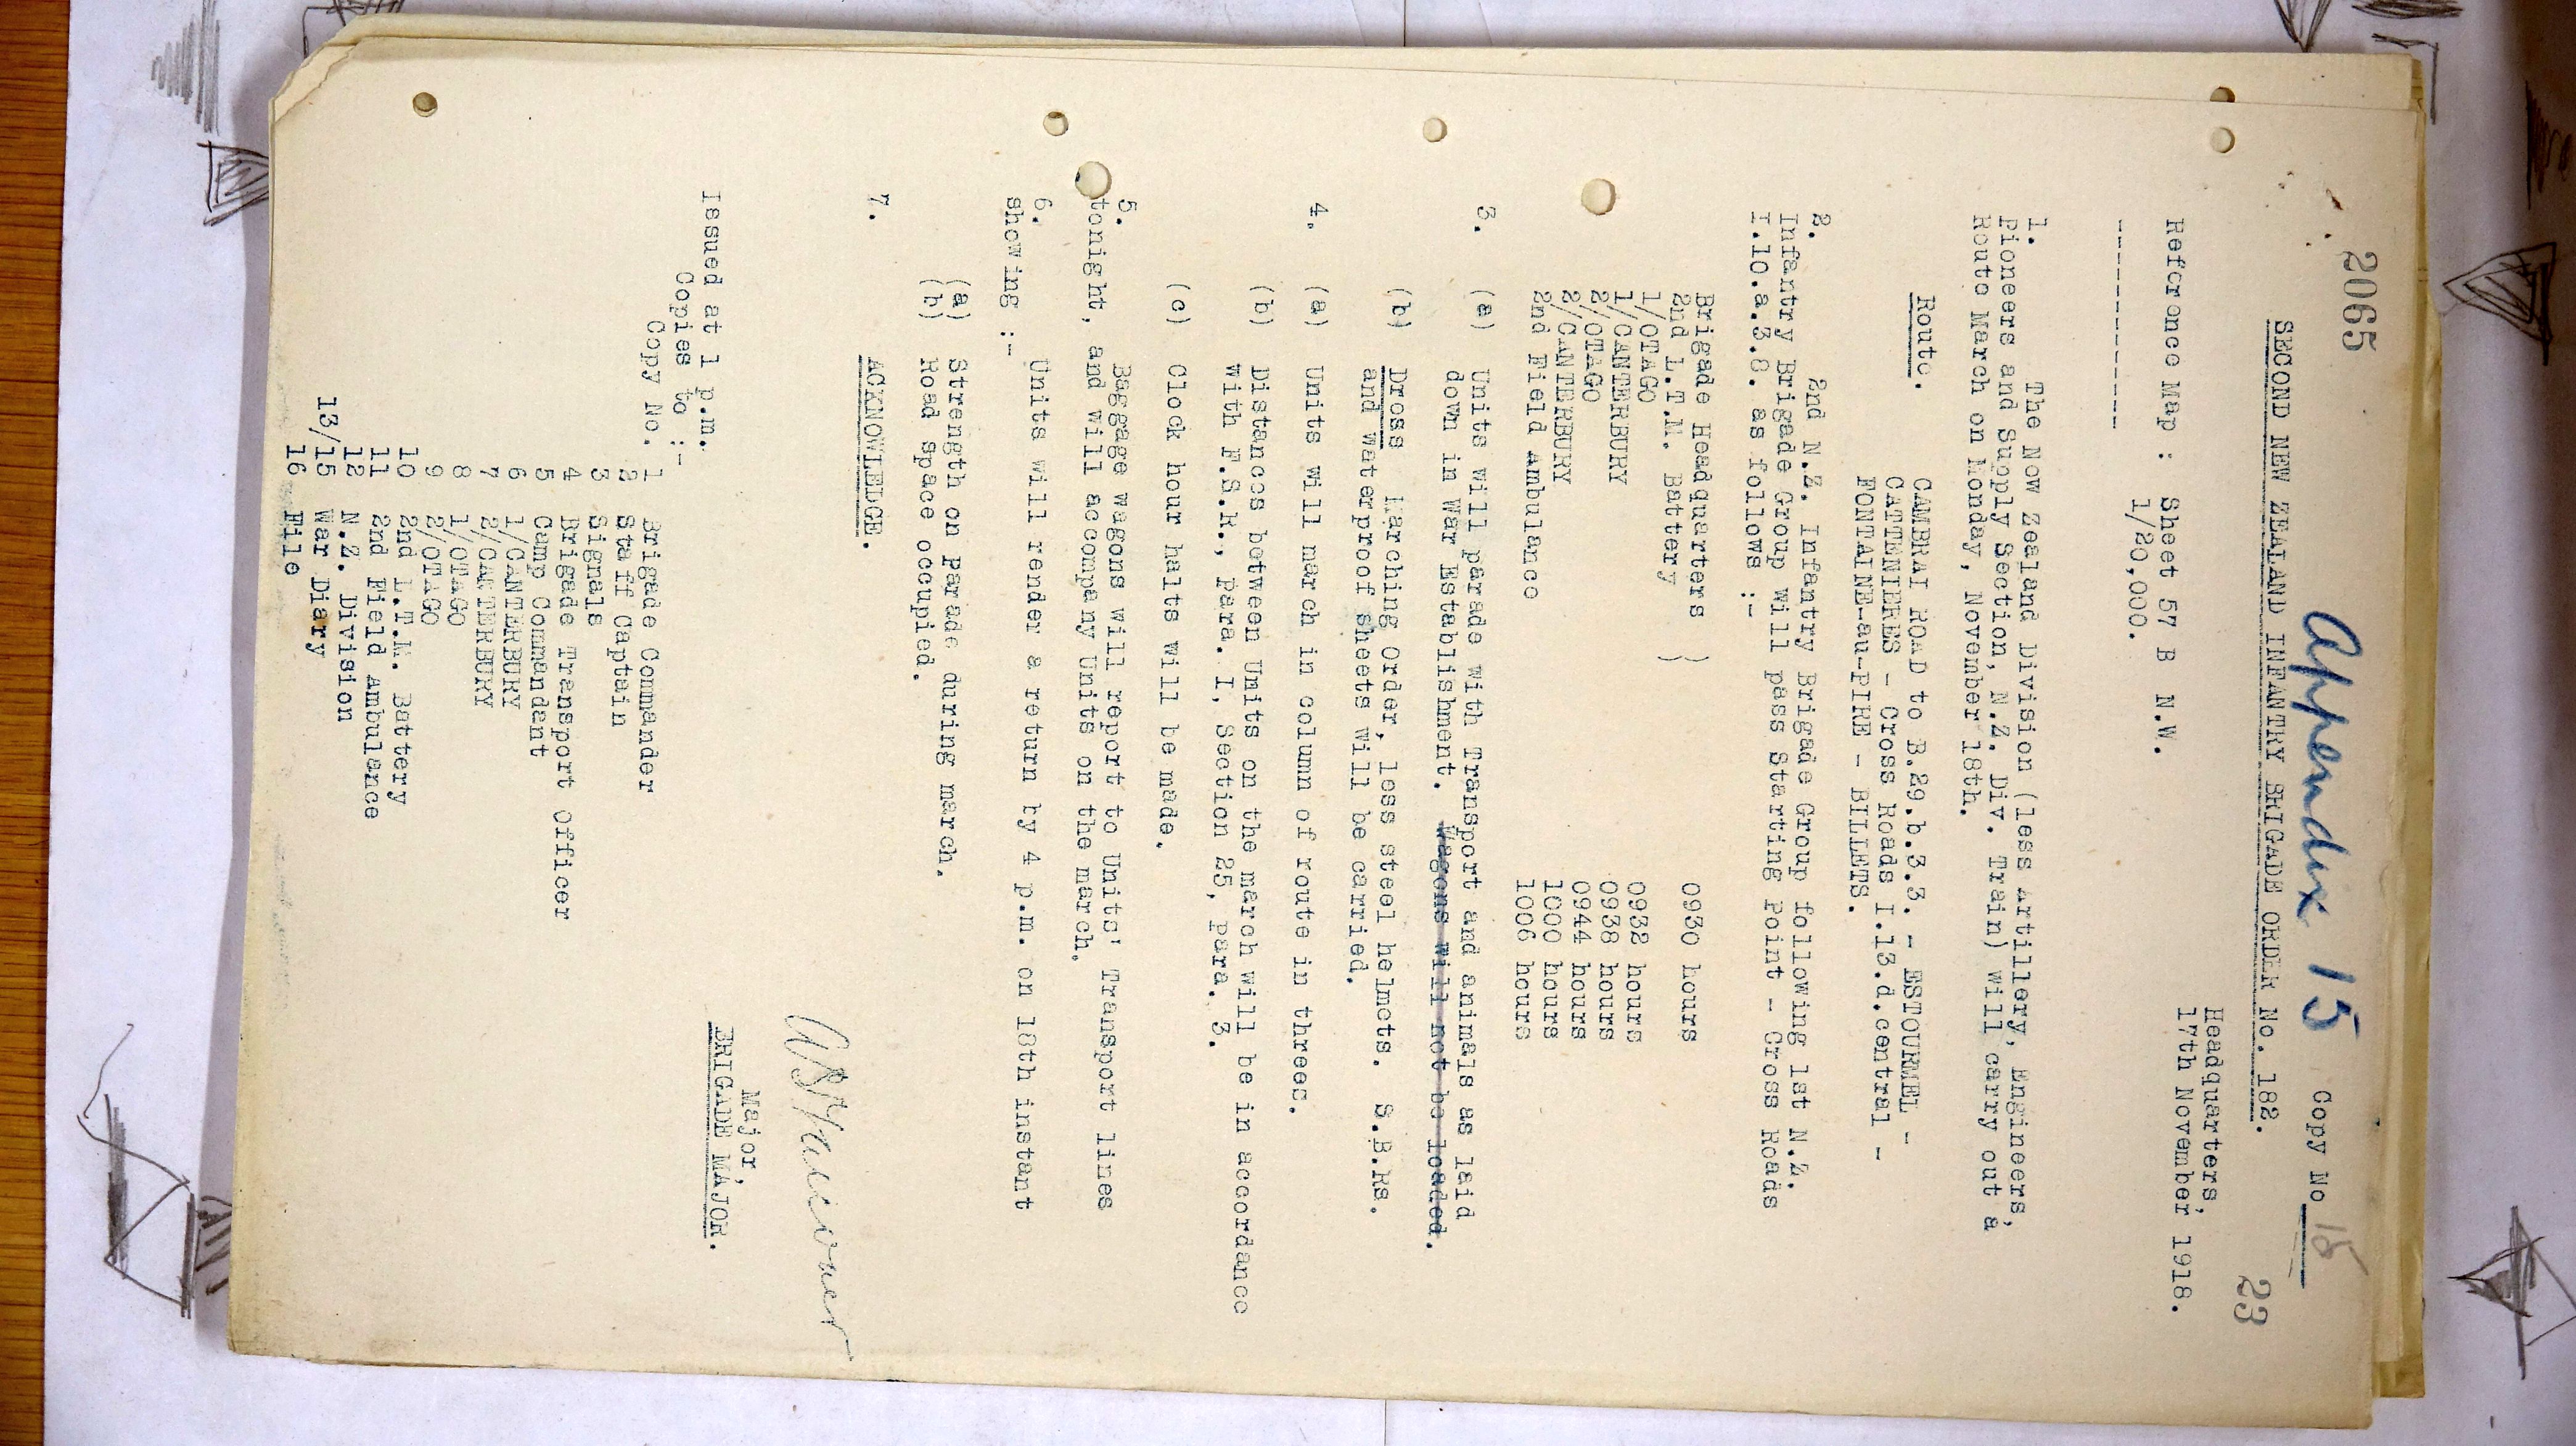 2065
Appendix 15
Copy No 15
23
SECOND NEW ZEALAND INFANTRY BRIGADE ORDER No. 182.
Headquarters,
17th November 1918.
Reference Map : Sheet 57 B N.W.
1/20,000.
------------
1. The New Zealand Division (less Artillery, Engineers,
Pioneers and Supply Section, N.Z. Div. Train) will carry out a
Route March on Monday, November 18th.
Route. CAMBRAI ROAD to B.29.b.3.3. - ESTOURMEL -
CATTENIERES - Cross Roads I.13.d.central -
FONTAINE-au-PIRE - BILLETS.
2. 2nd N.Z. Infantry Brigade Group following 1st N.Z.
Infantry Brigade Group will pass Starting Point - Cross Roads
I.10.a.3.8. as follows :-
Brigade Headquarters ) 0930 hours
2nd L.T.M. Battery )
1/OTAGO 0932 hours
1/CANTERBURY 0938 hours
2/OTAGO 0944 hours
2/CANTERBURY 1000 hours
2nd Field Ambulance 1006 hours
3. (a) Units will parade with Transport and animals as laid
down in War Establishment. Wagons will not be loaded.
(b) Dress Marching Order, less steel helmets. S.B.Rs.
and waterproof sheets will be carried.
4. (a) Units will march in column of route in threes.
(b) Distances between Units on the march will be in accordance
with F.S.R., Para. I, Section 25, para. 3.
(c) Clock hour halts will be made.
5. Baggage wagons will report to Units' Transport lines
tonight, and will accompany Units on the march.
6. Units will render a return by 4 p.m. on 18th instant
showing :-
(a) Strength on parade during march.
(b) Road space occupied.
7. ACKNOWLEDGE.
Major,
BRIGADE MAJOR.
Issued at 1 p.m.
Copies to :-
Copy No. 1 Brigade Commander
2 Staff Captain
3 Signals
4 Brigade Transport Officer
5 Camp Commandant
6 1/CANTERBURY
7 2/CANTERBURY
8 1/OTAGO
9 2/OTAGO
10 2nd L.T.M. Battery
11 2nd Field Ambulance
12 N.Z. Division
13/15 War Diary
16 File